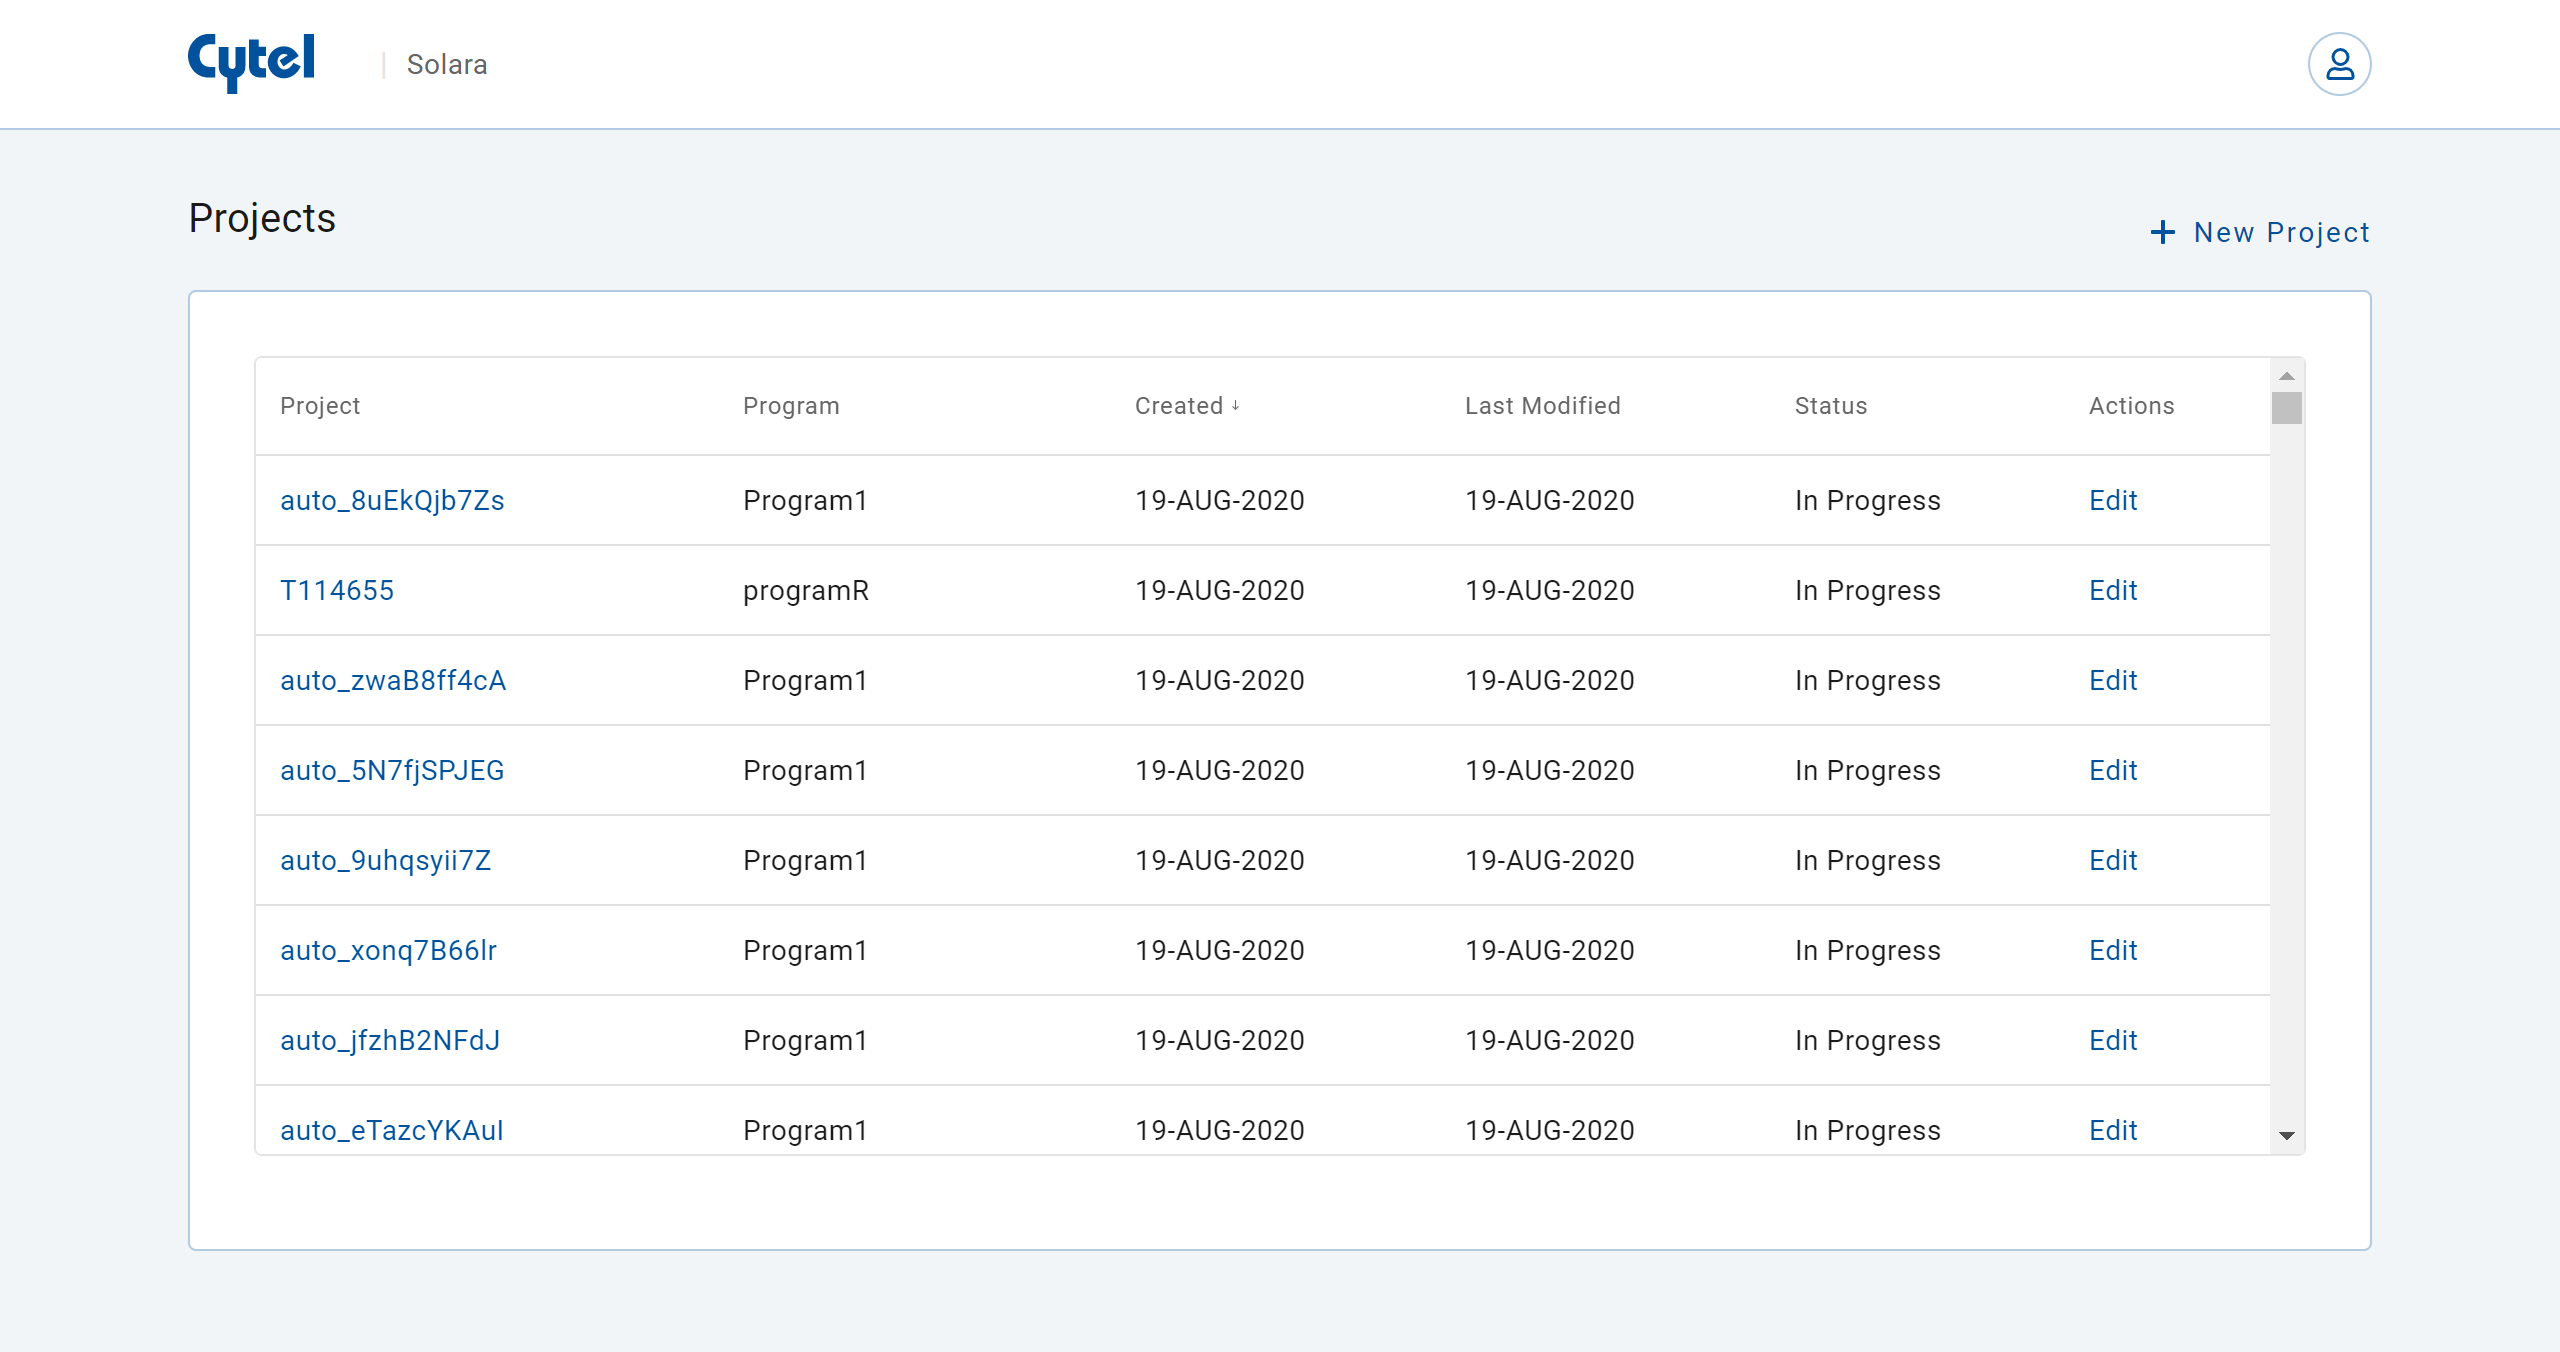 Cytel | Solara
Projects
+ New Project
Project Program Created ↓ Last Modified Status Actions
auto_8uEkQjb7Zs Program1 19-AUG-2020 19-AUG-2020 In Progress Edit
T114655 programR 19-AUG-2020 19-AUG-2020 In Progress Edit
auto_zwaB8ff4cA Program1 19-AUG-2020 19-AUG-2020 In Progress Edit
auto_5N7fjSPJEG Program1 19-AUG-2020 19-AUG-2020 In Progress Edit
auto_9uhqsyii7Z Program1 19-AUG-2020 19-AUG-2020 In Progress Edit
auto_xonq7B66lr Program1 19-AUG-2020 19-AUG-2020 In Progress Edit
auto_jfzhB2NFdJ Program1 19-AUG-2020 19-AUG-2020 In Progress Edit
auto_eTazcYKAuI Program1 19-AUG-2020 19-AUG-2020 In Progress Edit